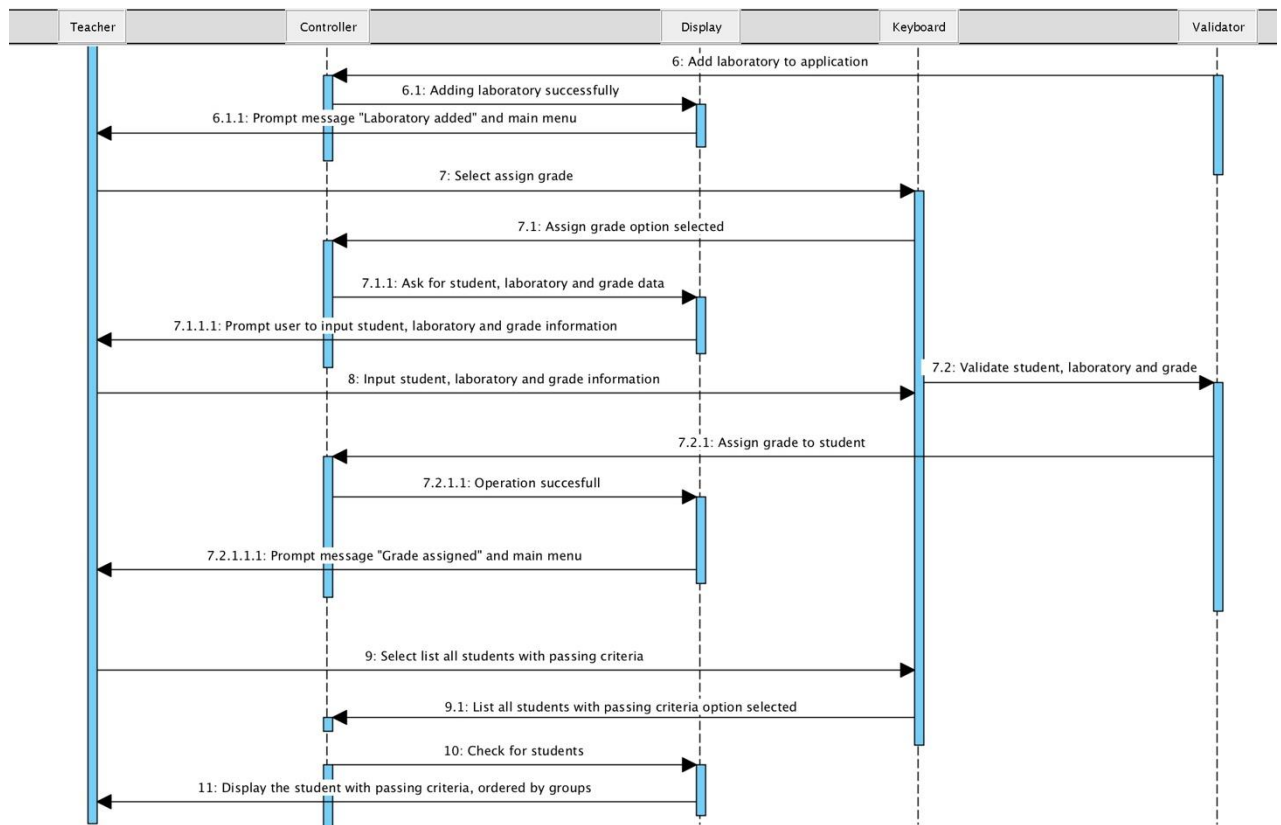 Teacher
Controller
Display
Keyboard
Validator
6: Add laboratory to application
6.1: Adding laboratory successfully
6.1.1: Prompt message "Laboratory added" and main menu
7: Select assign grade
7.1: Assign grade option selected
7.1.1: Ask for student, laboratory and grade data
7.1.1.1: Prompt user to input student, laboratory and grade information
7.2: Validate student, laboratory and grade
8: Input student, laboratory and grade information
7.2.1: Assign grade to student
7.2.1.1: Operation succesfull
7.2.1.1.1: Prompt message "Grade assigned" and main menu
9: Select list all students with passing criteria
9.1: List all students with passing criteria option selected
10: Check for students
11: Display the student with passing criteria, ordered by groups